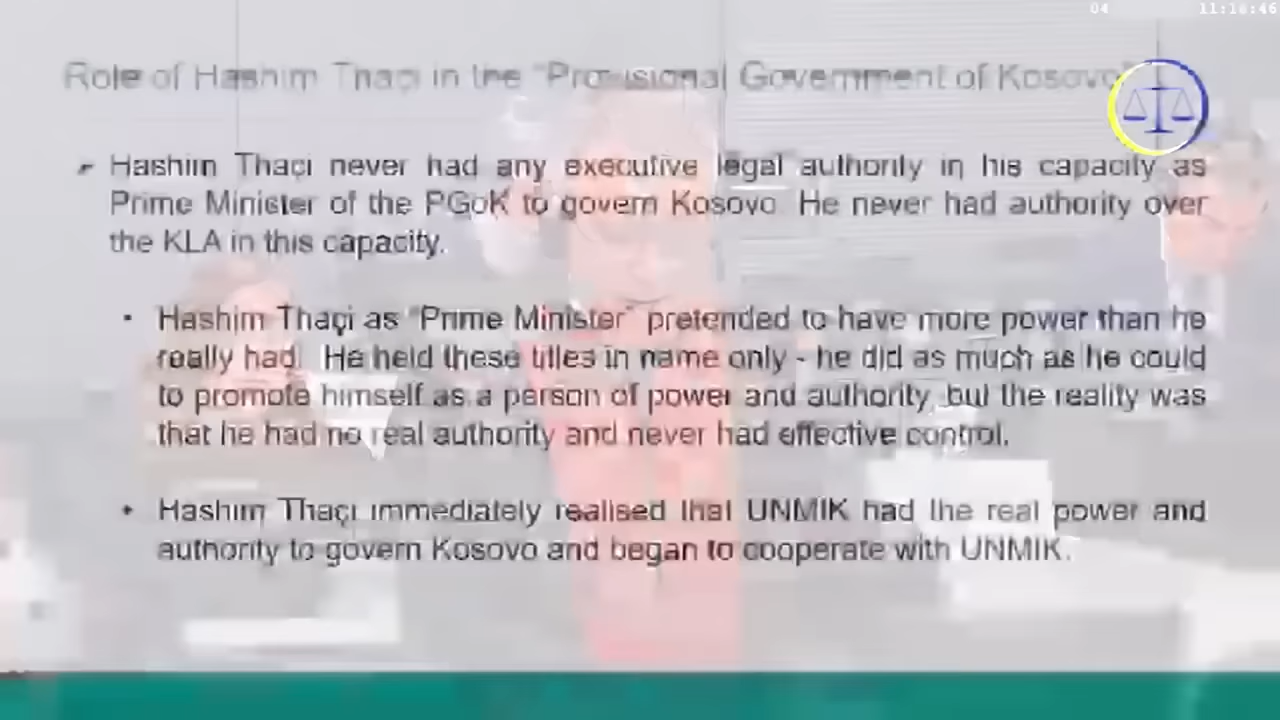 04 11:18:46
Role of Hashim Thaçi in the "Provisional Government of Kosovo"
Hashim Thaçi never had any executive legal authority in his capacity as
Prime Minister of the PGoK to govern Kosovo. He never had authority over
the KLA in this capacity.
• Hashim Thaçi as "Prime Minister" pretended to have more power than he
really had. He held these titles in name only - he did as much as he could
to promote himself as a person of power and authority, but the reality was
that he had no real authority and never had effective control.
• Hashim Thaçi immediately realised that UNMIK had the real power and
authority to govern Kosovo and began to cooperate with UNMIK.